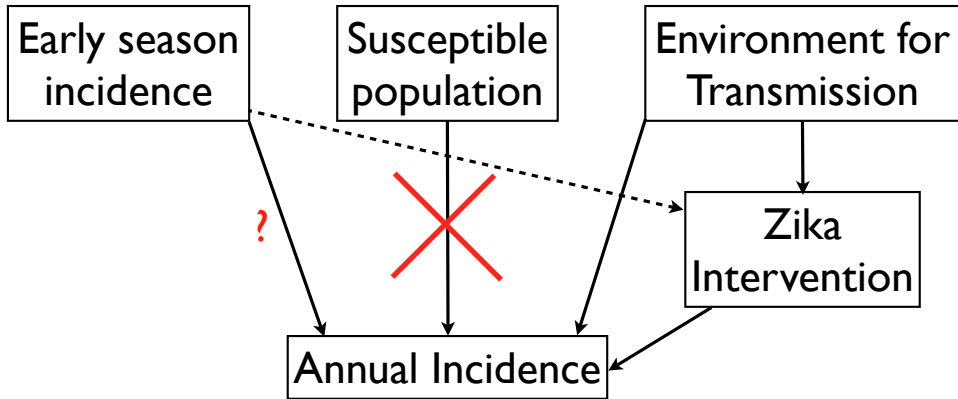 Early season
incidence
Susceptible
population
Environment for
Transmission
?
Zika
Intervention
Annual Incidence